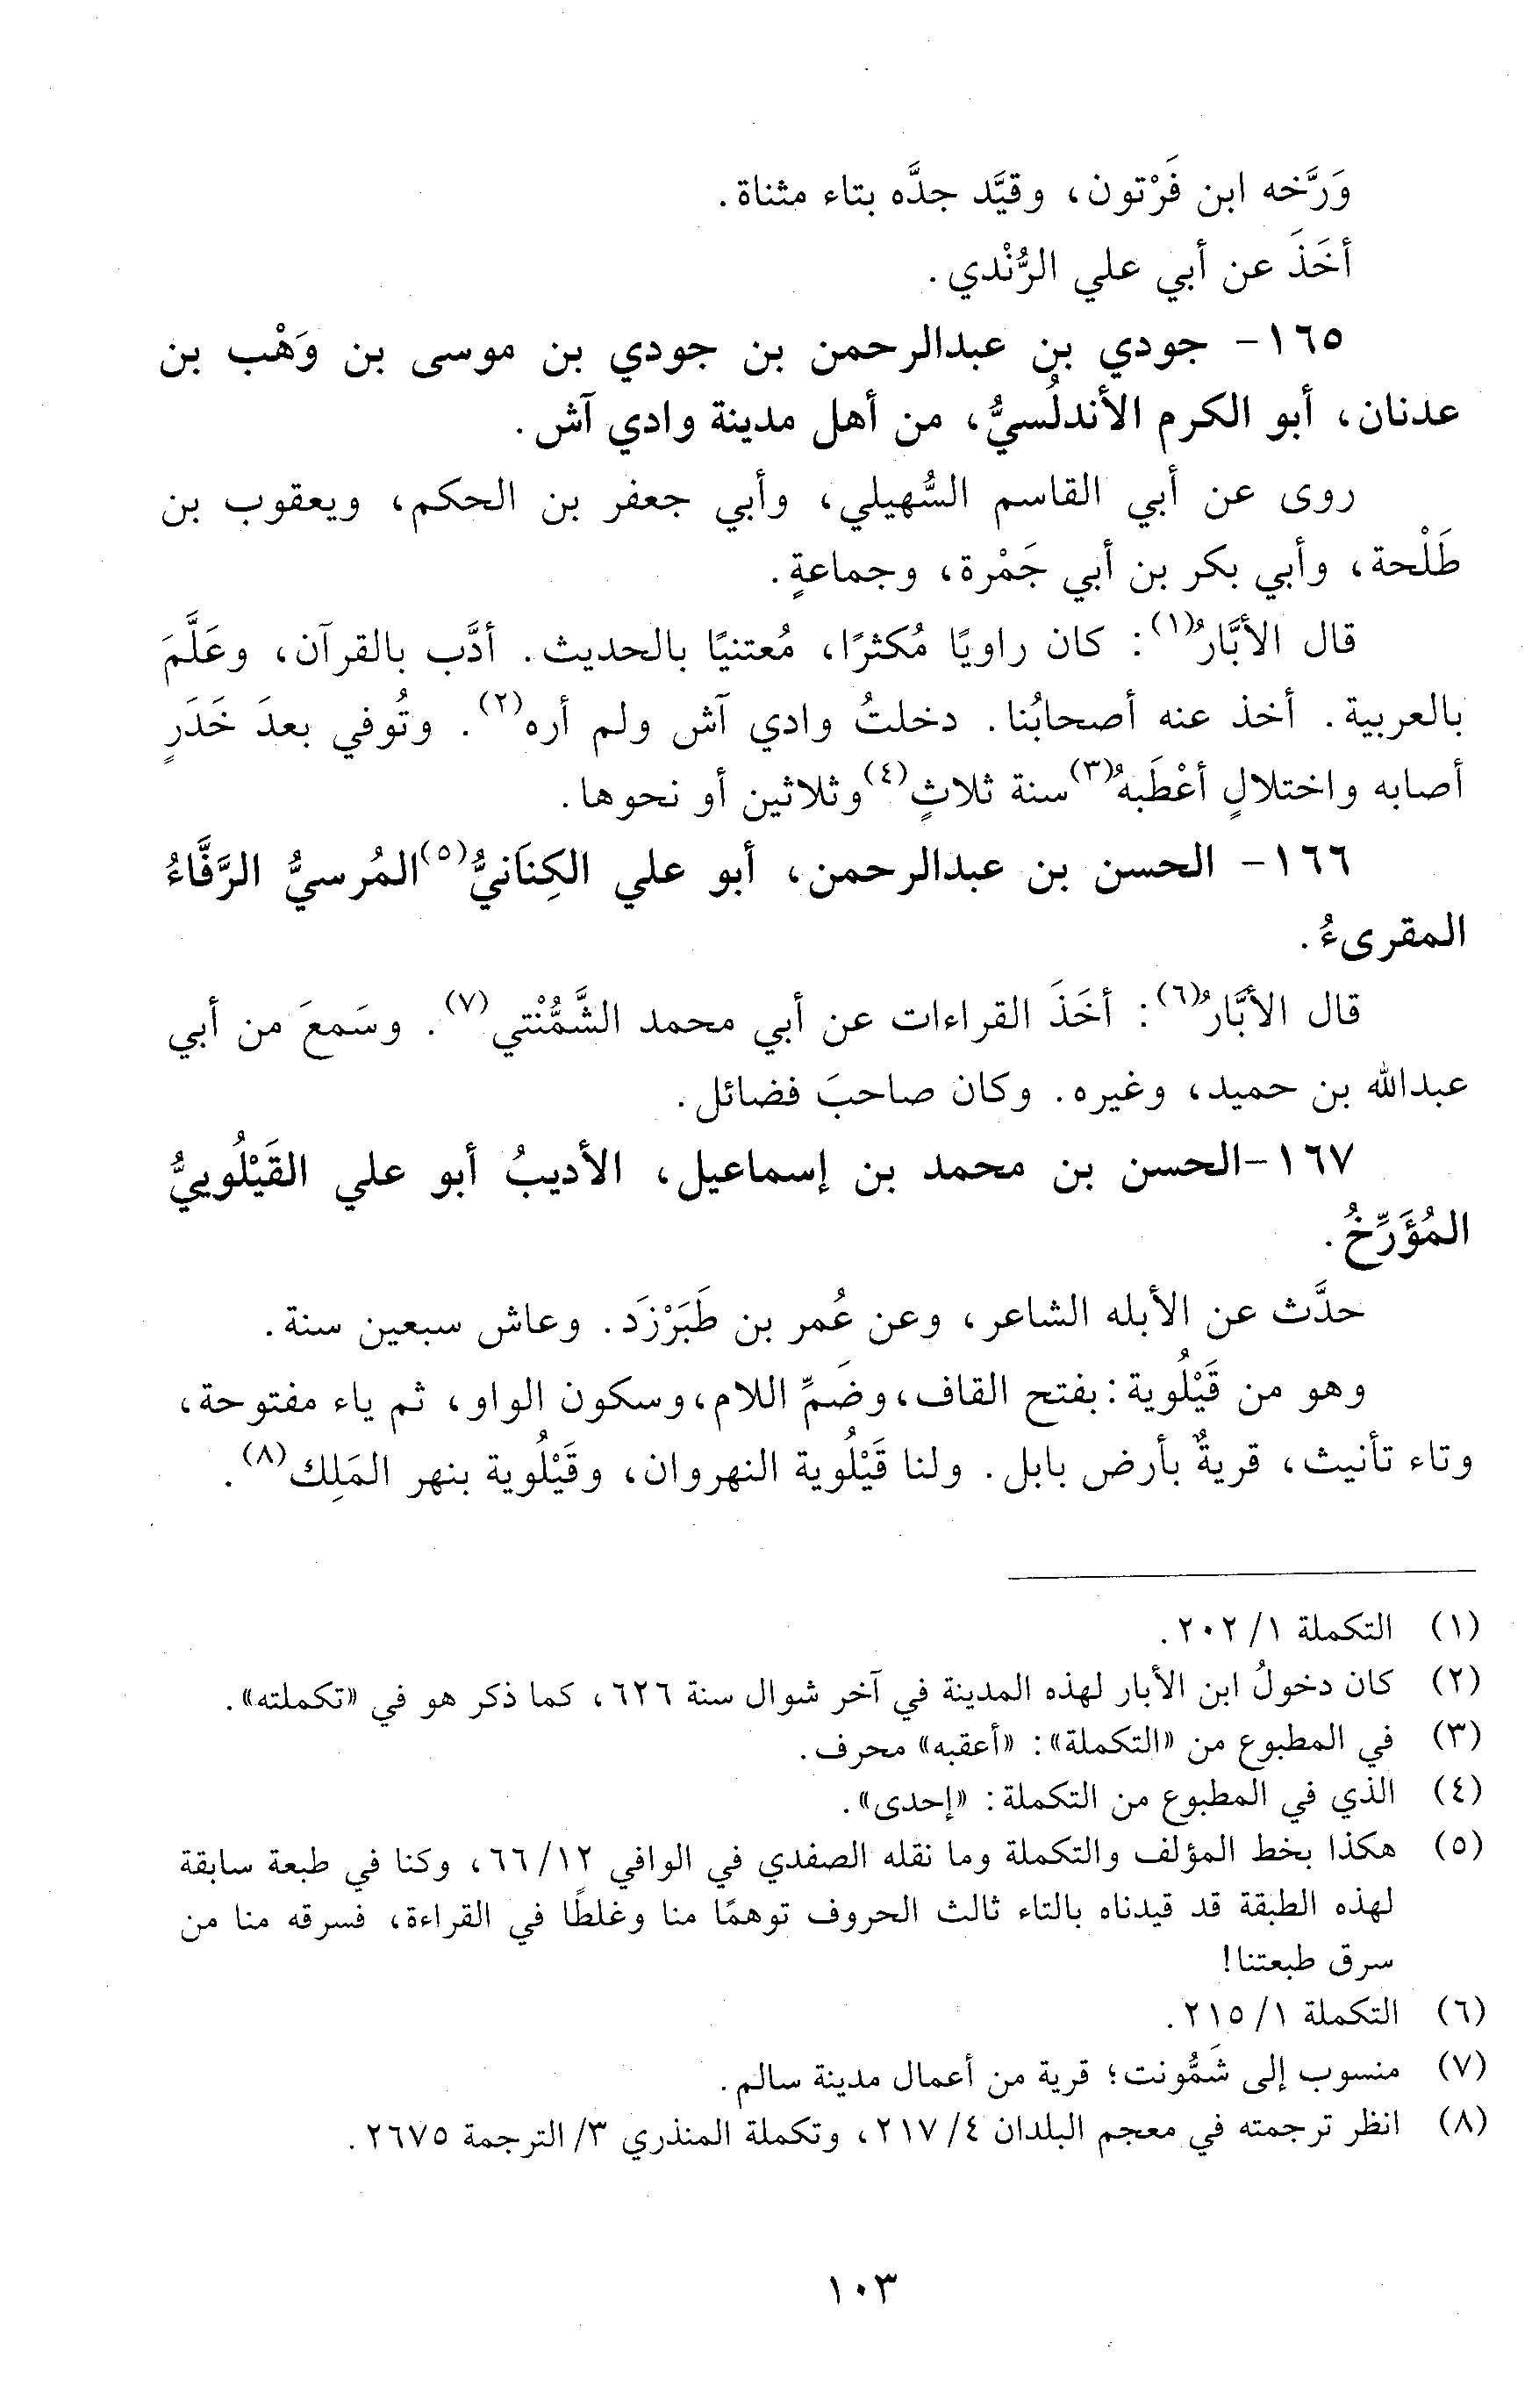 وَرَّخه ابن فَرْتون، وقيَّد جدَّه بتاء مثناة.
أخَذَ عن أبي علي الرُّنْدي.
١٦٥- جودي بن عبدالرحمن بن جودي بن موسى بن وَهْب بن
عدنان، أبو الكرم الأندلُسيُّ، من أهل مدينة وادي آش.
روى عن أبي القاسم السُّهيلي، وأبي جعفر بن الحكم، ويعقوب بن
طَلْحة، وأبي بكر بن أبي جَمْرة، وجماعةٍ.
قال الأبَّارُ(١): كان راويًا مُكثرًا، مُعتنيًا بالحديث. أدَّب بالقرآن، وعَلَّمَ
بالعربية. أخذ عنه أصحابُنا. دخلتُ وادي آش ولم أره(٢). وتُوفي بعدَ خَدَرٍ
أصابه واختلالٍ أعْطَبهُ(٣) سنة ثلاثٍ(٤) وثلاثين أو نحوها.
١٦٦- الحسن بن عبدالرحمن، أبو علي الكِنَانيُّ(٥) المُرسيُّ الرَّفَّاءُ
المقرىءُ.
قال الأبَّارُ(٦): أخَذَ القراءات عن أبي محمد الشَّمُّنْتي(٧). وسَمعَ من أبي
عبدالله بن حميد، وغيره. وكان صاحبَ فضائل.
١٦٧-الحسن بن محمد بن إسماعيل، الأديبُ أبو علي القَيْلُوييُّ
المُؤَرِّخُ.
حدَّث عن الأبله الشاعر، وعن عُمر بن طَبَرْزَد. وعاش سبعين سنة.
وهو من قَيْلُوية: بفتح القاف، وضَمِّ اللام، وسكون الواو، ثم ياء مفتوحة،
وتاء تأنيث، قريةٌ بأرض بابل. ولنا قَيْلُوية النهروان، وقَيْلُوية بنهر المَلِك(٨).
(١) التكملة ١/ ٢٠٢.
(٢) كان دخولُ ابن الأبار لهذه المدينة في آخر شوال سنة ٦٢٦، كما ذكر هو في «تكملته».
(٣) في المطبوع من «التكملة»: «أعقبه» محرف.
(٤) الذي في المطبوع من التكملة: «إحدى».
(٥) هكذا بخط المؤلف والتكملة وما نقله الصفدي في الوافي ١٢/ ٦٦، وكنا في طبعة سابقة
لهذه الطبقة قد قيدناه بالتاء ثالث الحروف توهمًا منا وغلطًا في القراءة، فسرقه منا من
سرق طبعتنا!
(٦) التكملة ١/ ٢١٥.
(٧) منسوب إلى شَمُّونت؛ قرية من أعمال مدينة سالم.
(٨) انظر ترجمته في معجم البلدان ٤/ ٢١٧، وتكملة المنذري ٣/ الترجمة ٢٦٧٥.
١٠٣